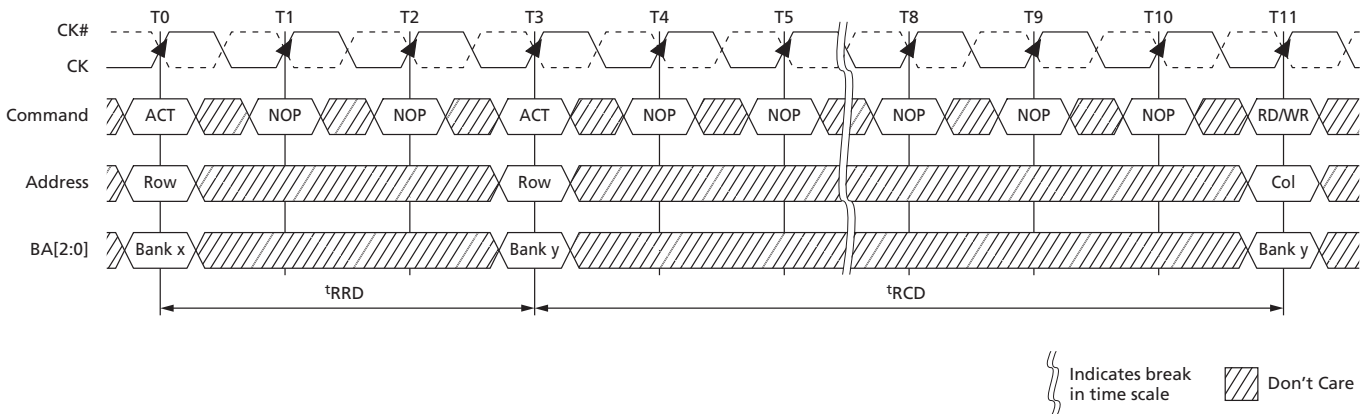 T0 T1 T2 T3 T4 T5 T8 T9 T10 T11
CK#
CK
Command ACT NOP NOP ACT NOP NOP NOP NOP NOP RD/WR
Address Row Row Col
BA[2:0] Bank x Bank y Bank y
tRRD tRCD
Indicates break
in time scale
Don't Care